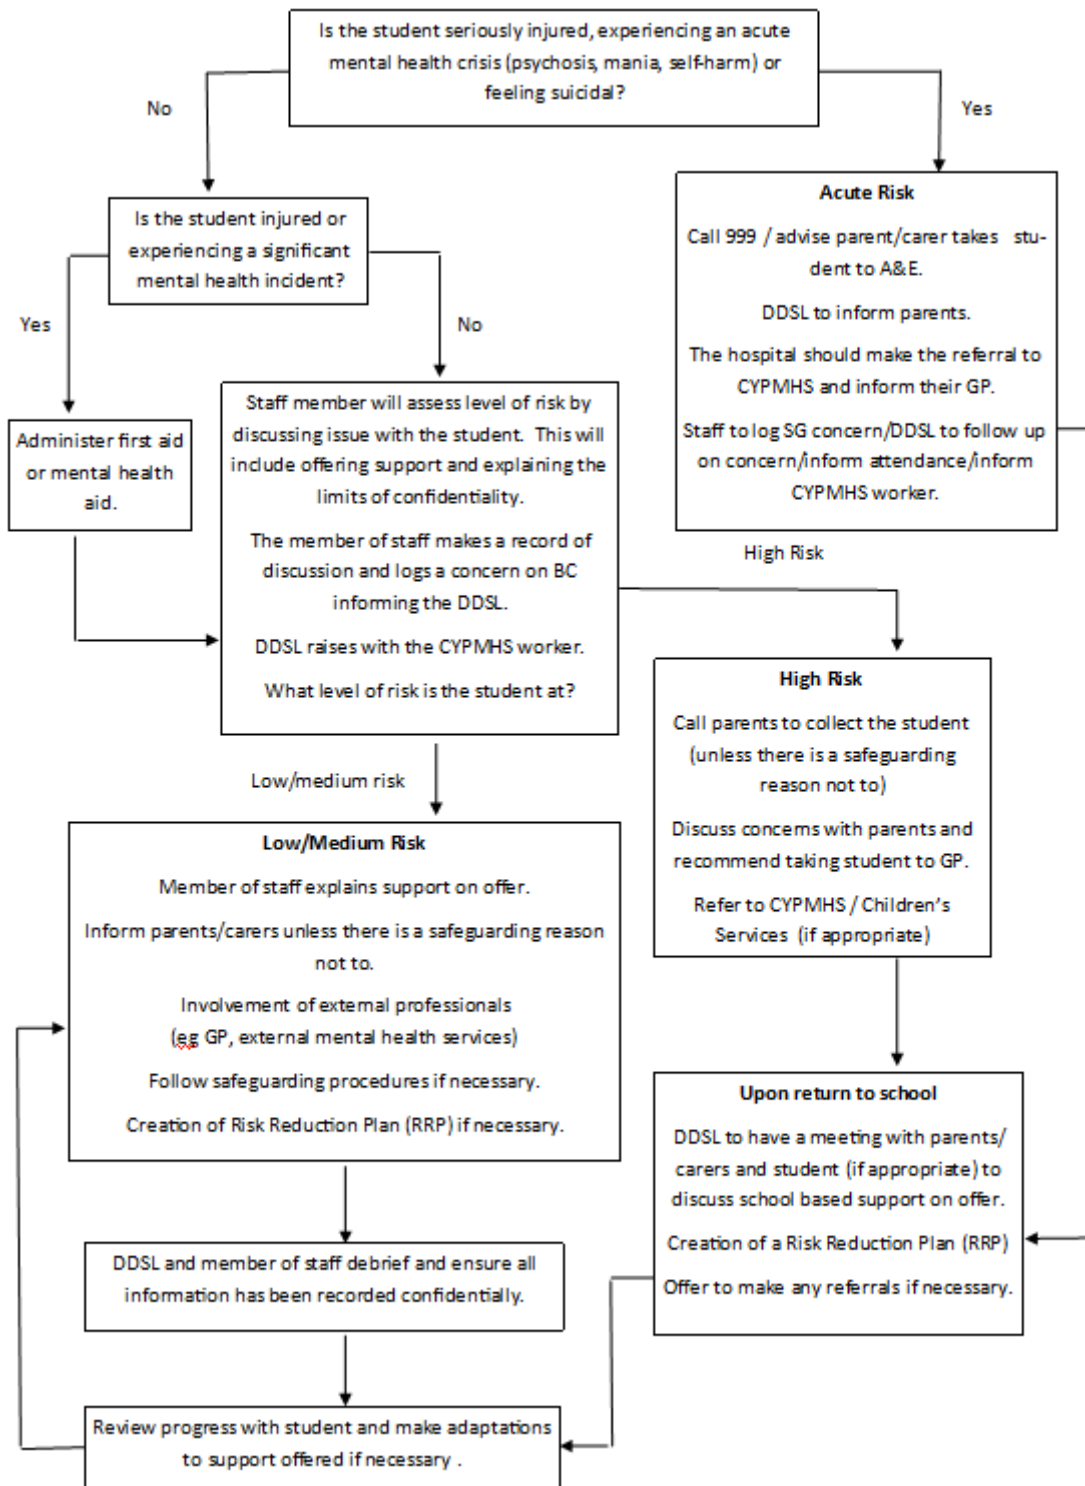 Is the student seriously injured, experiencing an acute
mental health crisis (psychosis, mania, self-harm) or
feeling suicidal?
No
Yes
Is the student injured or
experiencing a significant
mental health incident?
Yes
No
Acute Risk
Call 999 / advise parent/carer takes stu-
dent to A&E.
DDSL to inform parents.
The hospital should make the referral to
CYPMHS and inform their GP.
Staff to log SG concern/DDSL to follow up
on concern/inform attendance/inform
CYPMHS worker.
Administer first aid
or mental health
aid.
Staff member will assess level of risk by
discussing issue with the student. This will
include offering support and explaining the
limits of confidentiality.
The member of staff makes a record of
discussion and logs a concern on BC
informing the DDSL.
DDSL raises with the CYPMHS worker.
What level of risk is the student at?
High Risk
High Risk
Call parents to collect the student
(unless there is a safeguarding
reason not to)
Discuss concerns with parents and
recommend taking student to GP.
Refer to CYPMHS / Children's
Services (if appropriate)
Low/medium risk
Low/Medium Risk
Member of staff explains support on offer.
Inform parents/carers unless there is a safeguarding reason
not to.
Involvement of external professionals
(eg GP, external mental health services)
Follow safeguarding procedures if necessary.
Creation of Risk Reduction Plan (RRP) if necessary.
Upon return to school
DDSL to have a meeting with parents/
carers and student (if appropriate) to
discuss school based support on offer.
Creation of a Risk Reduction Plan (RRP)
Offer to make any referrals if necessary.
DDSL and member of staff debrief and ensure all
information has been recorded confidentially.
Review progress with student and make adaptations
to support offered if necessary .